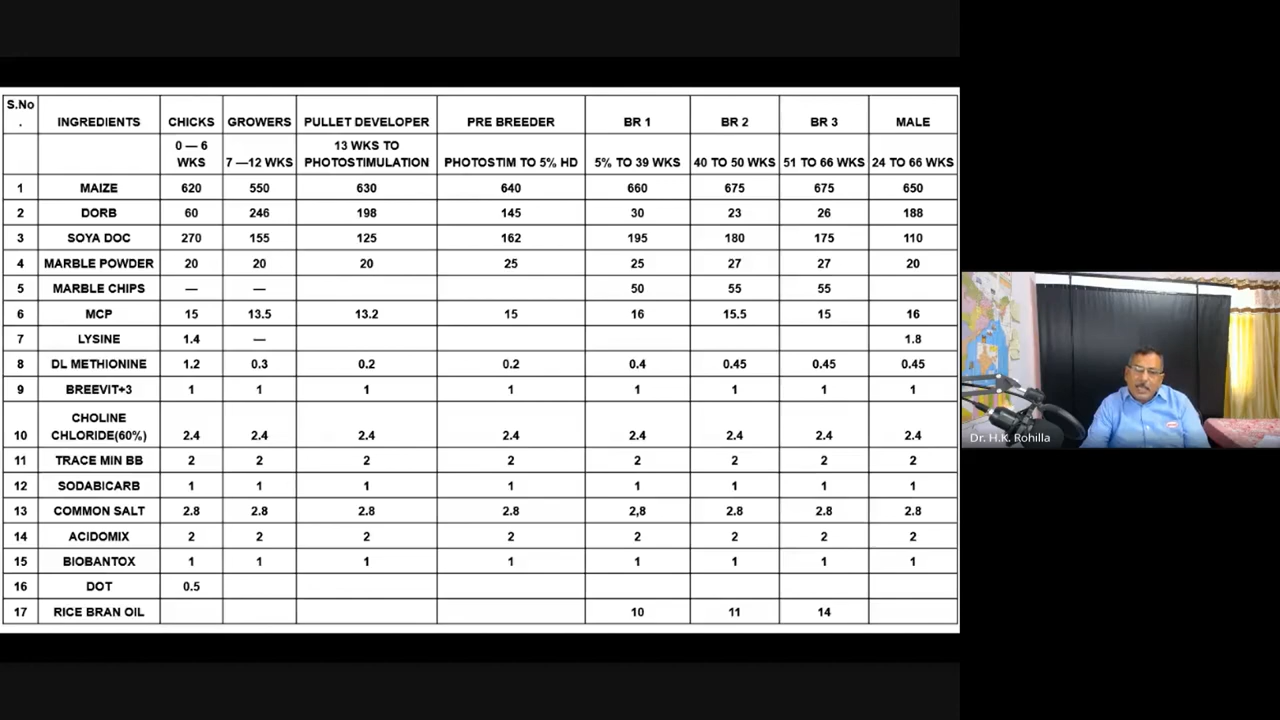 S.No . INGREDIENTS CHICKS GROWERS PULLET DEVELOPER PRE BREEDER BR 1 BR 2 BR 3 MALE
0 — 6 WKS 7 —12 WKS 13 WKS TO PHOTOSTIMULATION PHOTOSTIM TO 5% HD 5% TO 39 WKS 40 TO 50 WKS 51 TO 66 WKS 24 TO 66 WKS
1 MAIZE 620 550 630 640 660 675 675 650
2 DORB 60 246 198 145 30 23 26 188
3 SOYA DOC 270 155 125 162 195 180 175 110
4 MARBLE POWDER 20 20 20 25 25 27 27 20
5 MARBLE CHIPS — — 50 55 55
6 MCP 15 13.5 13.2 15 16 15.5 15 16
7 LYSINE 1.4 — 1.8
8 DL METHIONINE 1.2 0.3 0.2 0.2 0.4 0.45 0.45 0.45
9 BREEVIT+3 1 1 1 1 1 1 1 1
10 CHOLINE CHLORIDE(60%) 2.4 2.4 2.4 2.4 2.4 2.4 2.4 2.4
11 TRACE MIN BB 2 2 2 2 2 2 2 2
12 SODABICARB 1 1 1 1 1 1 1 1
13 COMMON SALT 2.8 2.8 2.8 2.8 2,8 2.8 2.8 2.8
14 ACIDOMIX 2 2 2 2 2 2 2 2
15 BIOBANTOX 1 1 1 1 1 1 1 1
16 DOT 0.5
17 RICE BRAN OIL 10 11 14
Dr. H.K. Rohilla